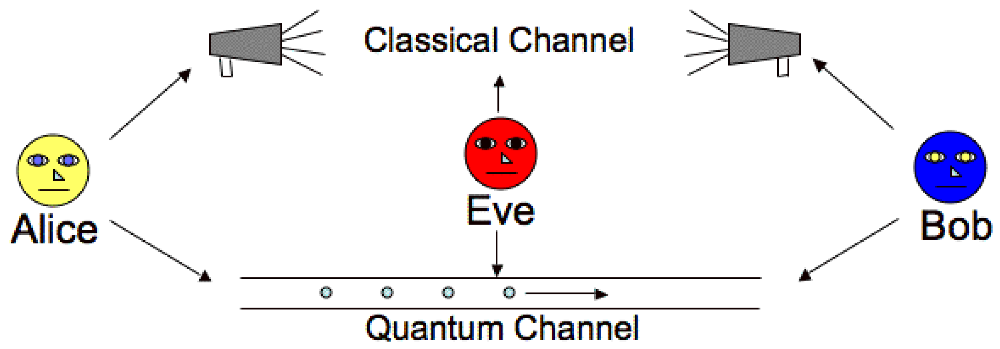 Classical Channel
Eve
Alice
Bob
Quantum Channel